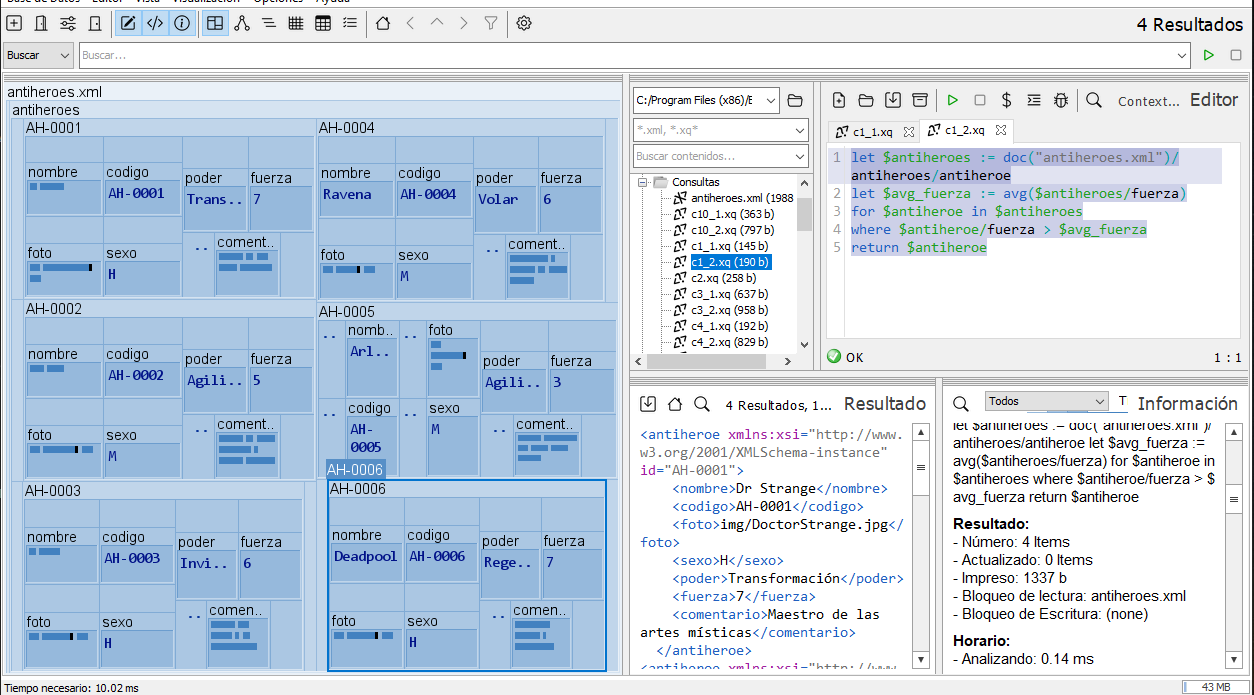 Base de Datos Editor Vista Visualización Opciones Ayuda
4 Resultados
Buscar
Buscar...
antiheroes.xml
antiheroes
AH-0001
nombre
codigo
AH-0001
poder
Trans..
fuerza
7
foto
sexo
H
..
coment..
AH-0004
nombre
Ravena
codigo
AH-0004
poder
Volar
fuerza
6
foto
sexo
M
..
coment..
AH-0002
nombre
codigo
AH-0002
poder
Agili..
fuerza
5
foto
sexo
M
..
coment..
AH-0005
..
nomb..
Arl..
..
foto
poder
Agili..
fuerza
3
..
codigo
AH-
0005
..
sexo
M
..
coment..
AH-0003
nombre
codigo
AH-0003
poder
Invi..
fuerza
6
foto
sexo
H
..
comen..
AH-0006
AH-0006
nombre
Deadpool
codigo
AH-0006
poder
Rege..
fuerza
7
foto
sexo
H
..
comen..
C:/Program Files (x86)/E
*.xml, *.xq*
Buscar contenidos...
Consultas
antiheroes.xml (1988
c10_1.xq (363 b)
c10_2.xq (797 b)
c1_1.xq (145 b)
c1_2.xq (190 b)
c2.xq (258 b)
c3_1.xq (637 b)
c3_2.xq (958 b)
c4_1.xq (192 b)
c4_2.xq (829 b)
Context...
Editor
c1_1.xq
c1_2.xq
1 let $antiheroes := doc("antiheroes.xml")/
antiheroes/antiheroe
2 let $avg_fuerza := avg($antiheroes/fuerza)
3 for $antiheroe in $antiheroes
4 where $antiheroe/fuerza > $avg_fuerza
5 return $antiheroe
OK
1 : 1
4 Resultados, 1...
Resultado
<antiheroe xmlns:xsi="http://www.
w3.org/2001/XMLSchema-instance"
id="AH-0001">
<nombre>Dr Strange</nombre>
<codigo>AH-0001</codigo>
<foto>img/DoctorStrange.jpg</
foto>
<sexo>H</sexo>
<poder>Transformación</poder>
<fuerza>7</fuerza>
<comentario>Maestro de las
artes místicas</comentario>
</antiheroe>
<antiheroe xmlns:xsi="http://www.
Todos
T
Información
let $antiheroes := doc("antiheroes.xml")/
antiheroes/antiheroe let $avg_fuerza :=
avg($antiheroes/fuerza) for $antiheroe in
$antiheroes where $antiheroe/fuerza > $
avg_fuerza return $antiheroe
Resultado:
- Número: 4 Items
- Actualizado: 0 Items
- Impreso: 1337 b
- Bloqueo de lectura: antiheroes.xml
- Bloqueo de Escritura: (none)
Horario:
- Analizando: 0.14 ms
Tiempo necesario: 10.02 ms
43 MB